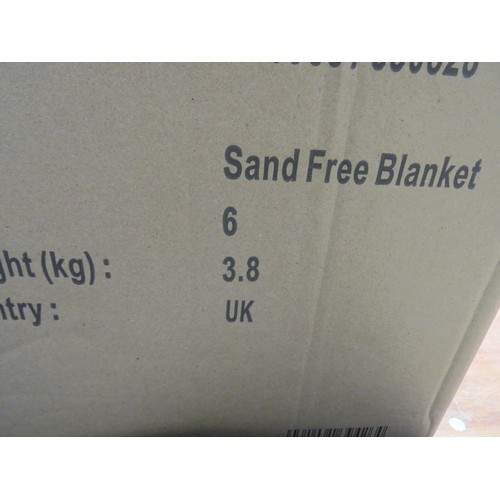 Sand Free Blanket
6
ght (kg) : 3.8
ntry : UK